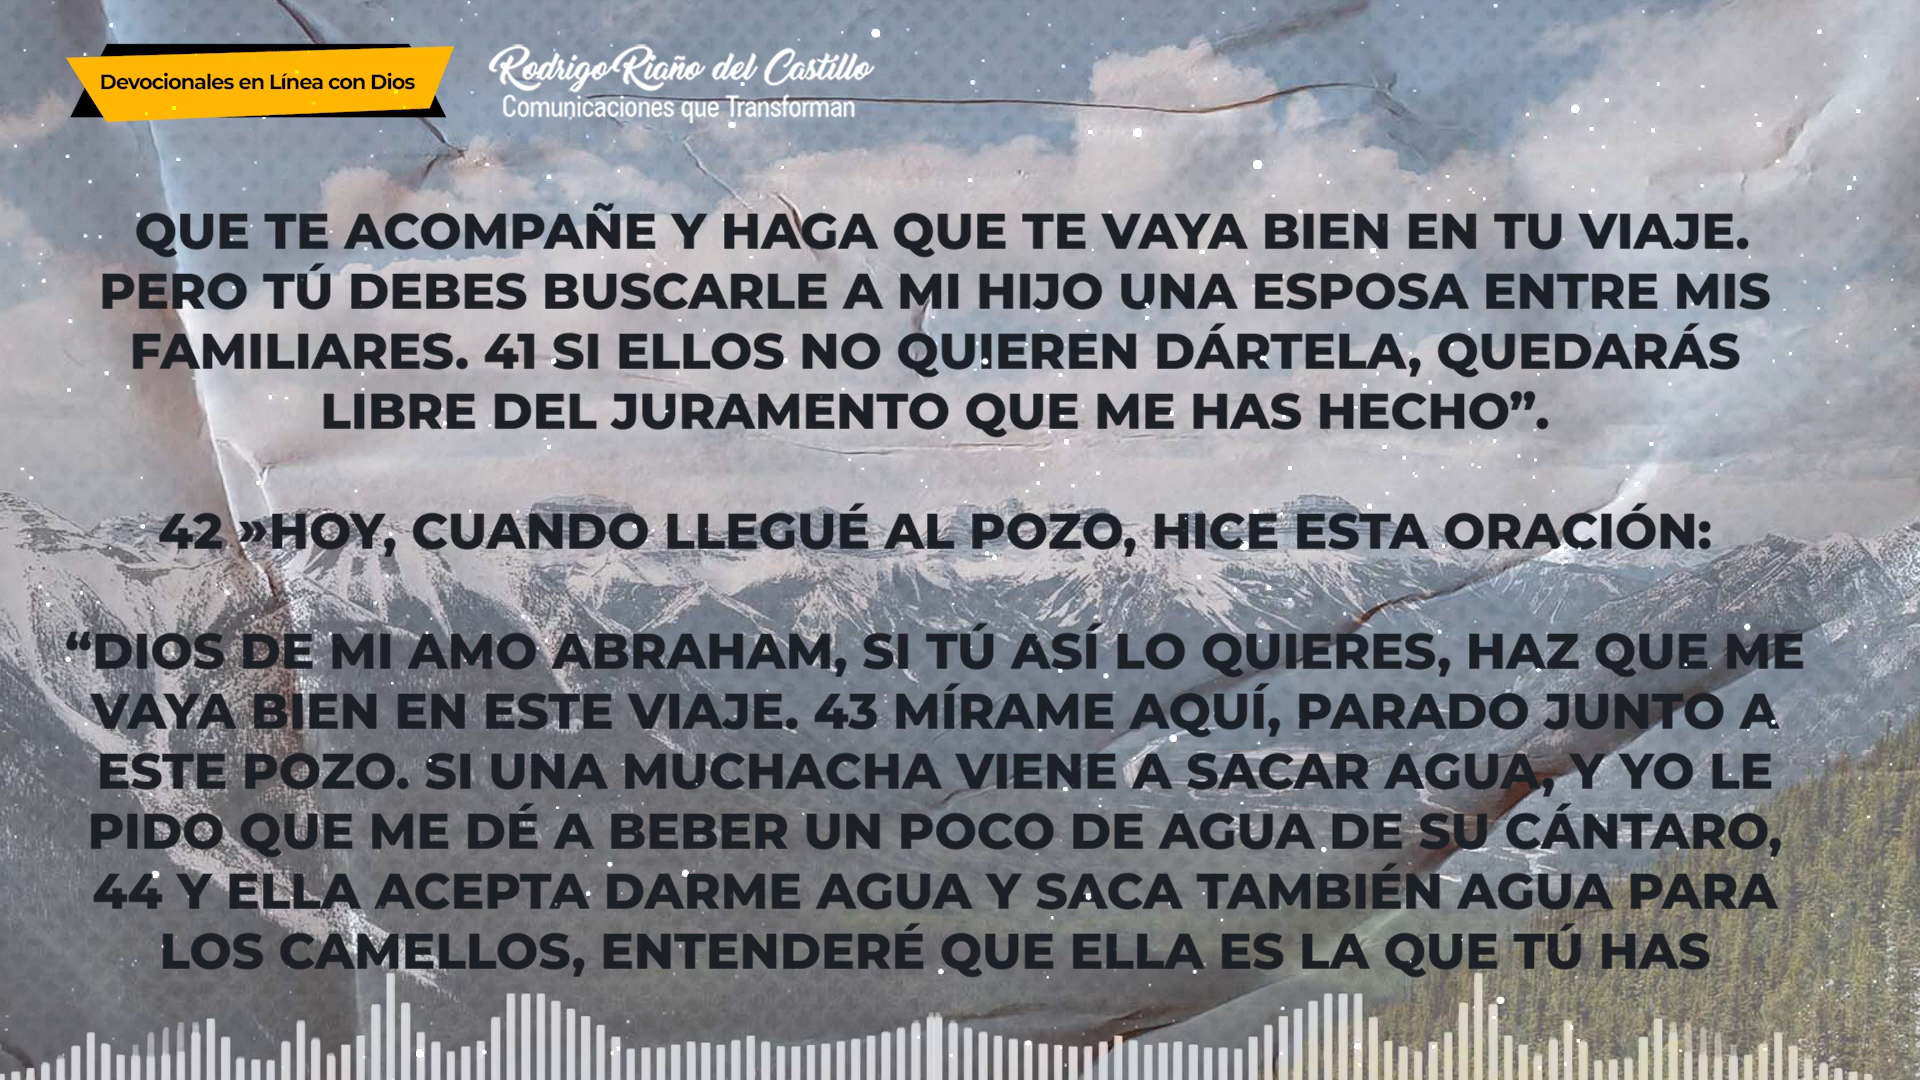 Devocionales en Línea con Dios
Rodrigo Riaño del Castillo
Comunicaciones que Transforman
QUE TE ACOMPAÑE Y HAGA QUE TE VAYA BIEN EN TU VIAJE.
PERO TÚ DEBES BUSCARLE A MI HIJO UNA ESPOSA ENTRE MIS
FAMILIARES. 41 SI ELLOS NO QUIEREN DÁRTELA, QUEDARÁS
LIBRE DEL JURAMENTO QUE ME HAS HECHO”.
42 »HOY, CUANDO LLEGUÉ AL POZO, HICE ESTA ORACIÓN:
“DIOS DE MI AMO ABRAHAM, SI TÚ ASÍ LO QUIERES, HAZ QUE ME
VAYA BIEN EN ESTE VIAJE. 43 MÍRAME AQUÍ, PARADO JUNTO A
ESTE POZO. SI UNA MUCHACHA VIENE A SACAR AGUA, Y YO LE
PIDO QUE ME DÉ A BEBER UN POCO DE AGUA DE SU CÁNTARO,
44 Y ELLA ACEPTA DARME AGUA Y SACA TAMBIÉN AGUA PARA
LOS CAMELLOS, ENTENDERÉ QUE ELLA ES LA QUE TÚ HAS